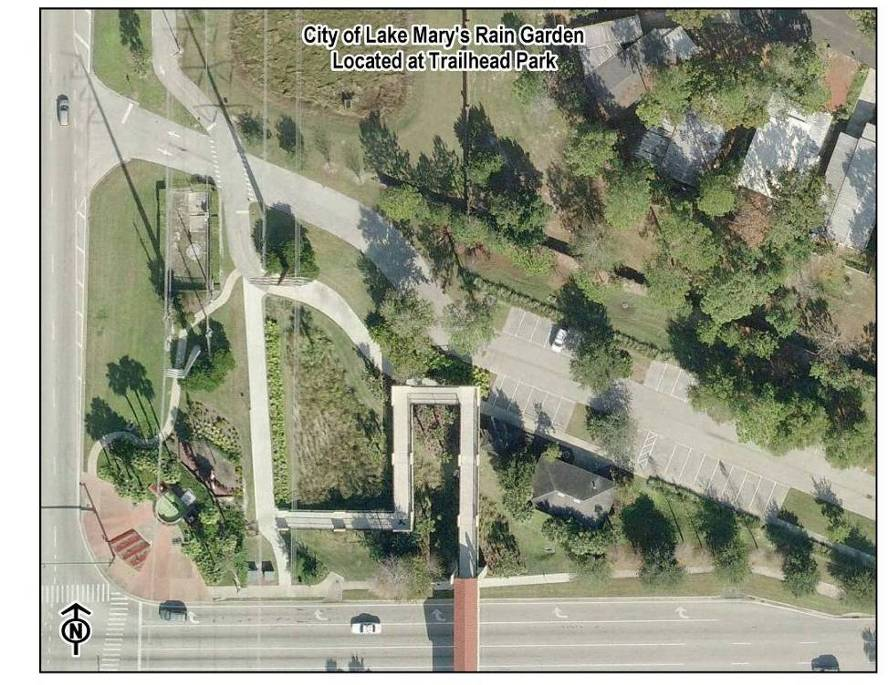 City of Lake Mary's Rain Garden
Located at Trailhead Park
N